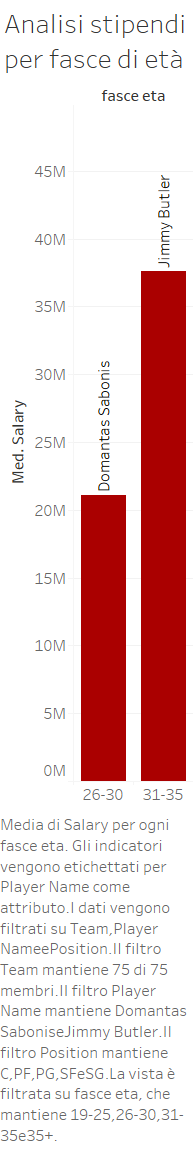 Analisi stipendi
per fasce di età
fasce eta
45M
40M
35M
30M
25M
20M
15M
10M
5M
0M
Med. Salary
Domantas Sabonis
Jimmy Butler
26-30
31-35
Media di Salary per ogni
fasce eta. Gli indicatori
vengono etichettati per
Player Name come
attributo.I dati vengono
filtrati su Team,Player
NameePosition.Il filtro
Team mantiene 75 di 75
membri.Il filtro Player
Name mantiene Domantas
SaboniseJimmy Butler.Il
filtro Position mantiene
C,PF,PG,SFeSG.La vista è
filtrata su fasce eta, che
mantiene 19-25,26-30,31-
35e35+.